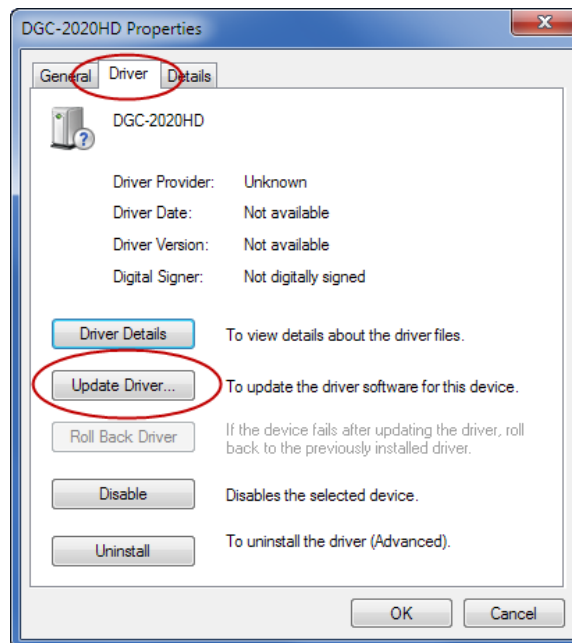 DGC-2020HD Properties
General Driver Details
DGC-2020HD
Driver Provider: Unknown
Driver Date: Not available
Driver Version: Not available
Digital Signer: Not digitally signed
Driver Details To view details about the driver files.
Update Driver... To update the driver software for this device.
Roll Back Driver If the device fails after updating the driver, roll
back to the previously installed driver.
Disable Disables the selected device.
Uninstall To uninstall the driver (Advanced).
OK Cancel